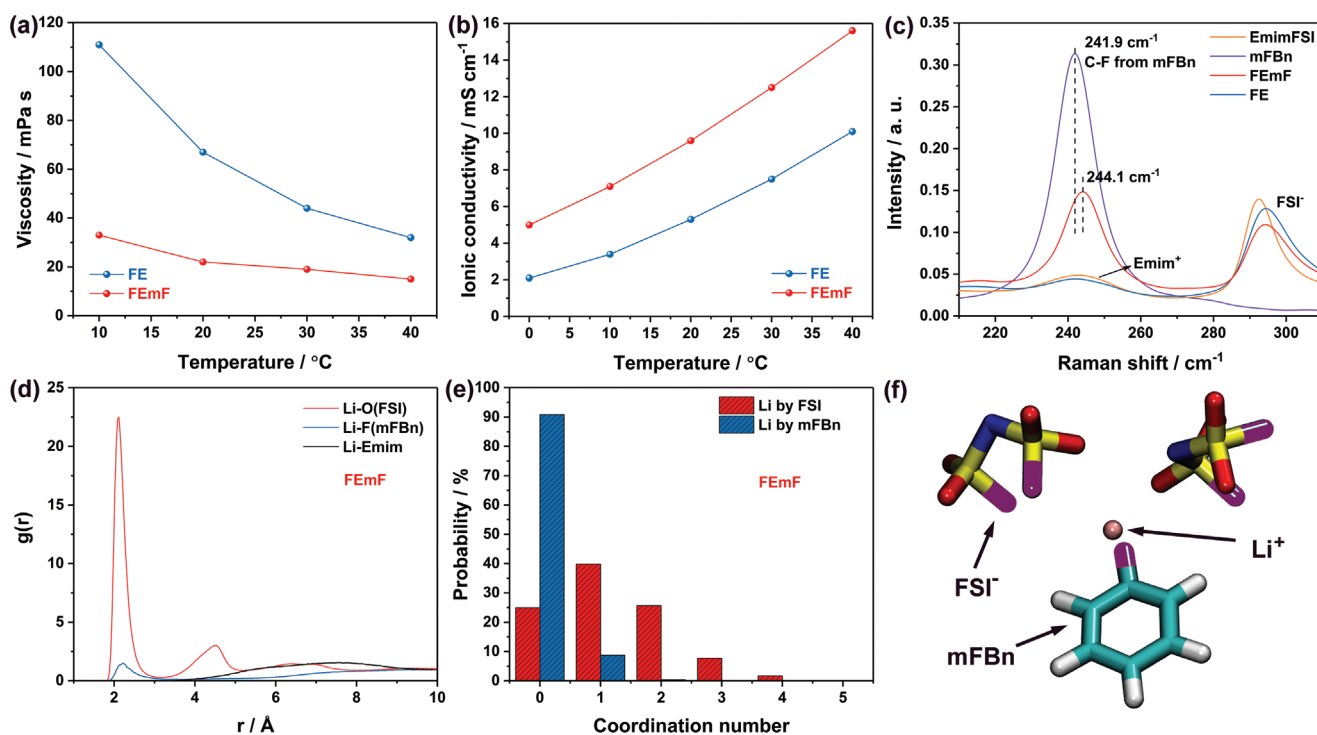 (a)
120
100
80
60
40
20
0
Viscosity / mPa s
FE
FEmF
10
20
30
40
Temperature / °C
(b)
16
14
12
10
8
6
4
2
0
Ionic conductivity / mS cm-1
FE
FEmF
0
5
10
15
20
25
30
35
40
Temperature / °C
(c)
0.35
0.30
0.25
0.20
0.15
0.10
0.05
0.00
Intensity / a. u.
241.9 cm-1
C-F from mFBn
EmimFSI
mFBn
FEmF
FE
244.1 cm-1
FSI-
Emim+
220
240
260
280
300
Raman shift / cm-1
(d)
25
20
15
10
5
0
g(r)
Li-O(FSI)
Li-F(mFBn)
Li-Emim
FEmF
2
4
6
8
10
r / Å
(e)
100
90
80
70
60
50
40
30
20
10
0
Probability / %
Li by FSI
Li by mFBn
FEmF
0
1
2
3
4
5
Coordination number
(f)
Li+
FSI-
mFBn